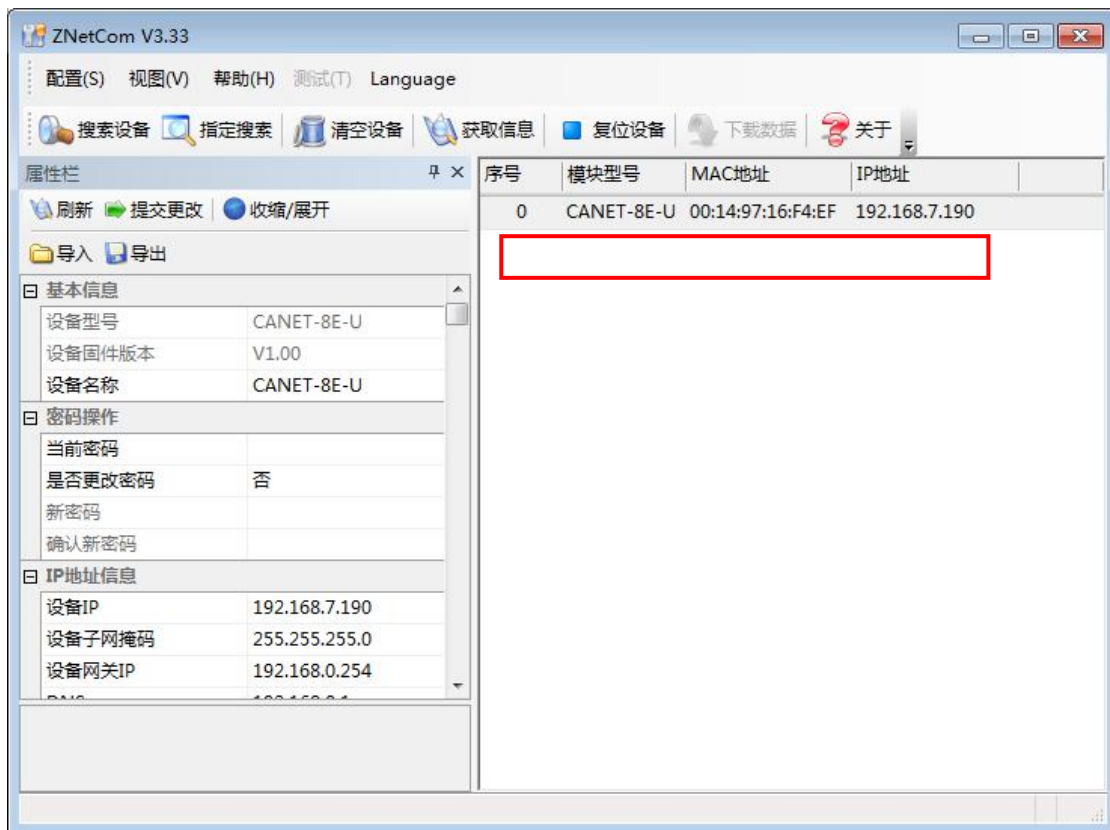 ZNetCom V3.33
配置(S) 视图(V) 帮助(H) 测试(T) Language
搜索设备 指定搜索 清空设备 获取信息 复位设备 下载数据 关于
属性栏
刷新 提交更改 收缩/展开
导入 导出
基本信息
设备型号 CANET-8E-U
设备固件版本 V1.00
设备名称 CANET-8E-U
密码操作
当前密码
是否更改密码 否
新密码
确认新密码
IP地址信息
设备IP 192.168.7.190
设备子网掩码 255.255.255.0
设备网关IP 192.168.0.254
序号 模块型号 MAC地址 IP地址
0 CANET-8E-U 00:14:97:16:F4:EF 192.168.7.190